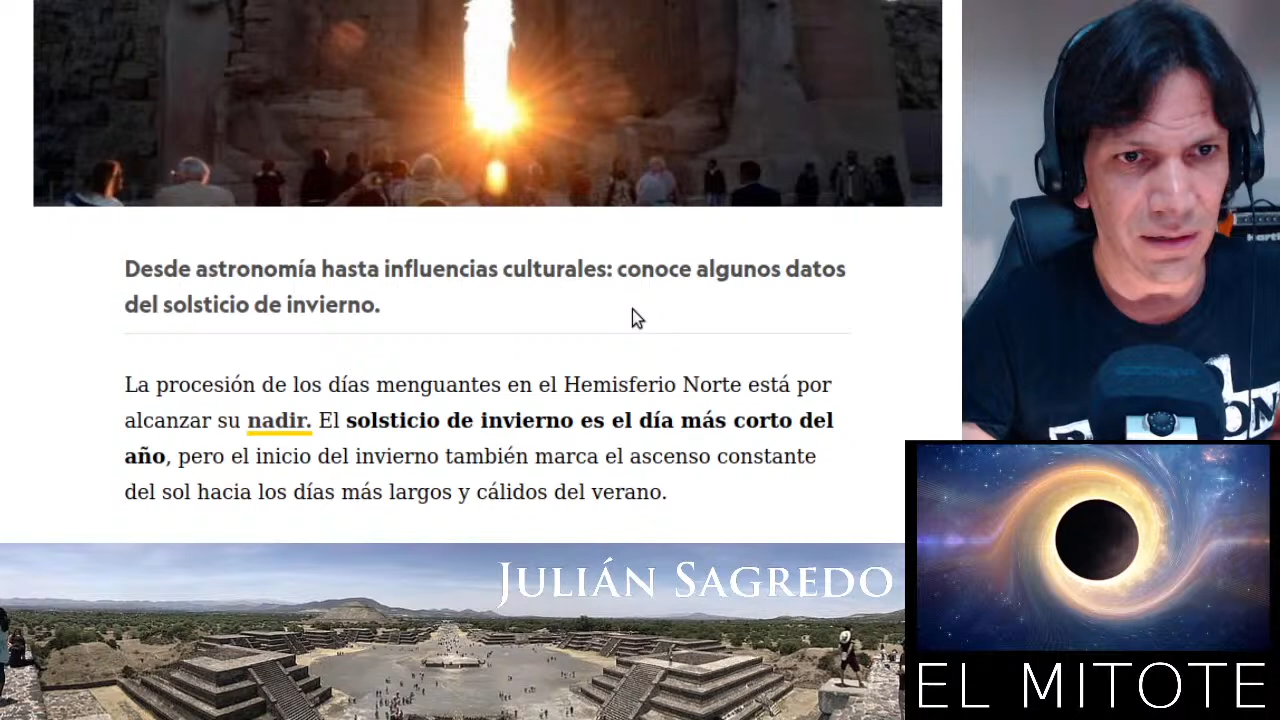 Desde astronomía hasta influencias culturales: conoce algunos datos
del solsticio de invierno.
La procesión de los días menguantes en el Hemisferio Norte está por
alcanzar su nadir. El solsticio de invierno es el día más corto del
año, pero el inicio del invierno también marca el ascenso constante
del sol hacia los días más largos y cálidos del verano.
JULIÁN SAGREDO
EL MITOTE